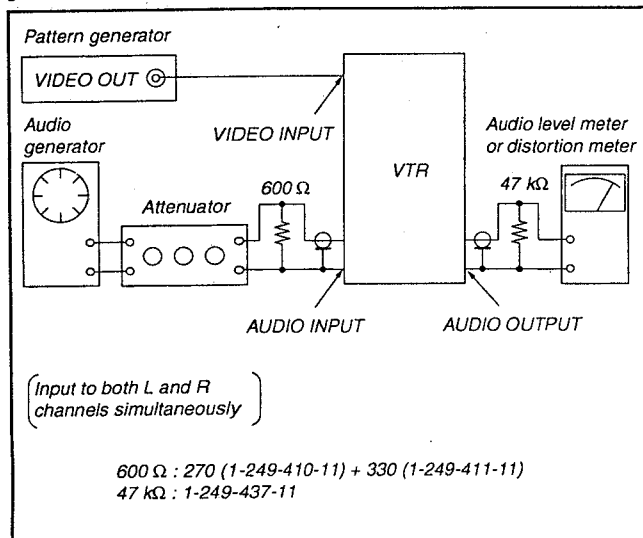 Pattern generator
VIDEO OUT
Audio
generator
VIDEO INPUT
Attenuator
600 Ω
VTR
Audio level meter
or distortion meter
47 kΩ
AUDIO INPUT
AUDIO OUTPUT
Input to both L and R
channels simultaneously
600 Ω : 270 (1-249-410-11) + 330 (1-249-411-11)
47 kΩ : 1-249-437-11